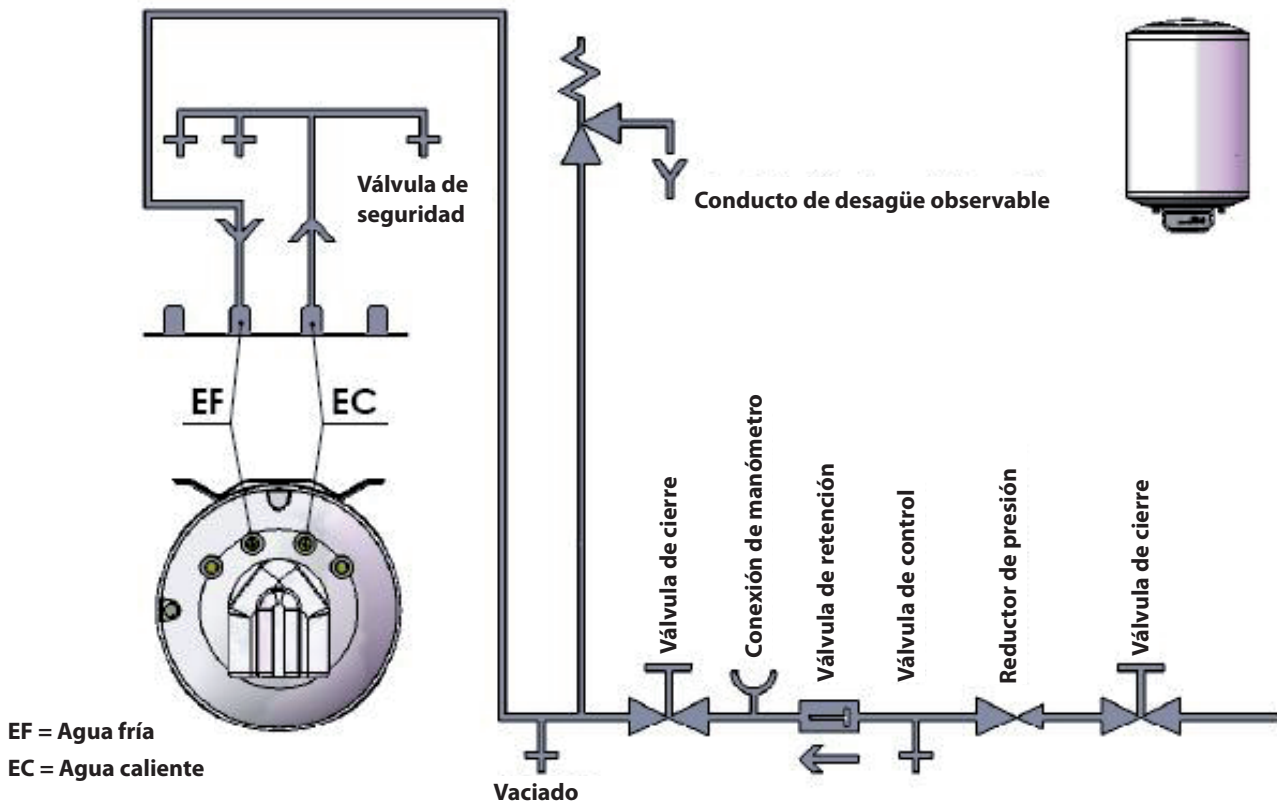 Válvula de
seguridad
Conducto de desagüe observable
EF
EC
Válvula de cierre
Conexión de manómetro
Válvula de retención
Válvula de control
Reductor de presión
Válvula de cierre
EF = Agua fría
EC = Agua caliente
Vaciado